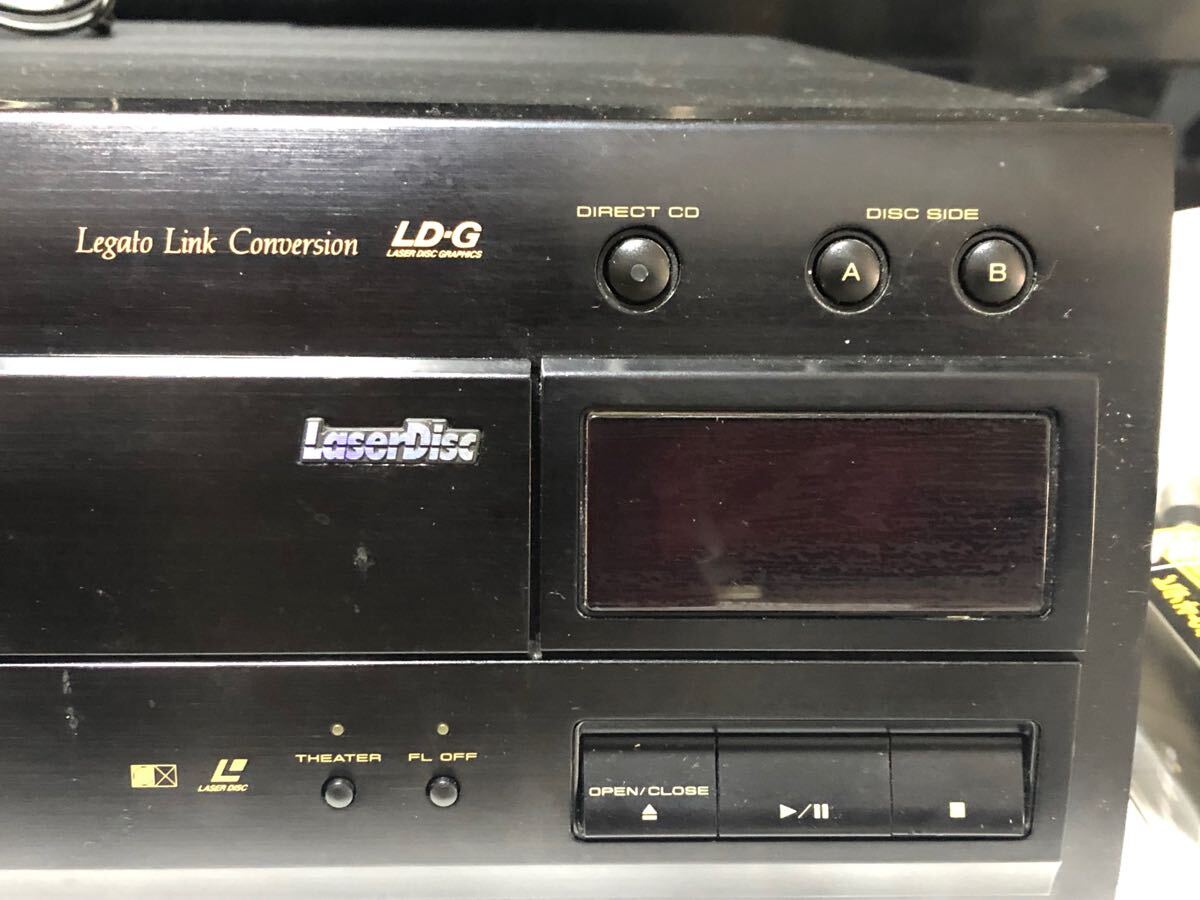 Legato Link Conversion
LD·G
LASER DISC GRAPHICS
DIRECT CD
DISC SIDE
A
B
LaserDisc
THEATER
FL OFF
LASER DISC
OPEN/CLOSE